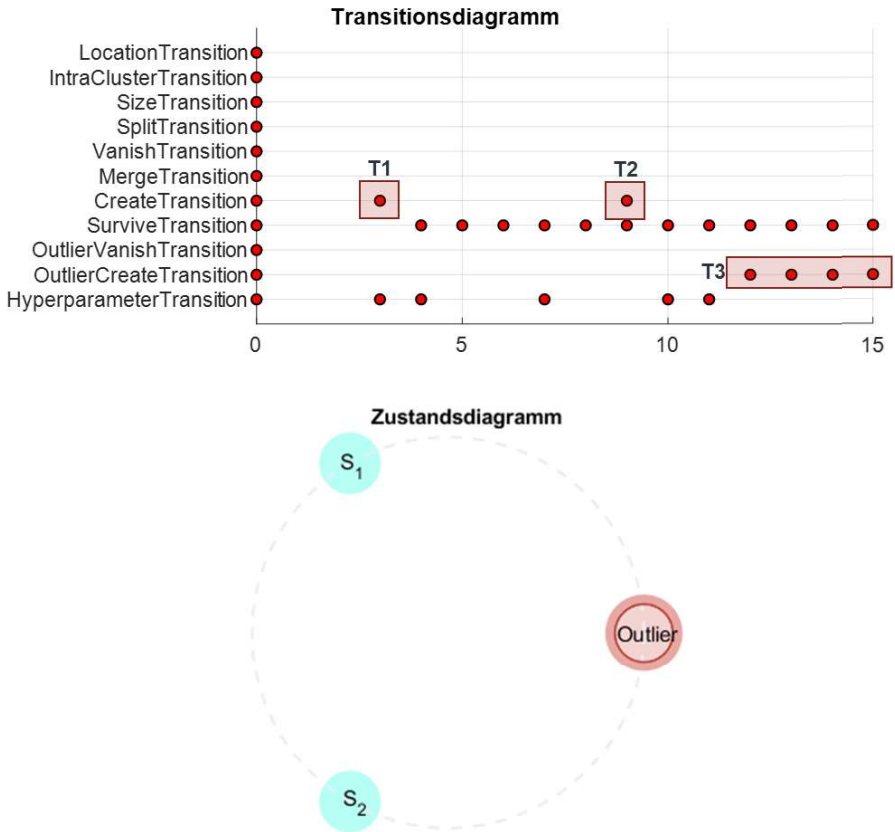 Transitionsdiagramm
LocationTransition
IntraClusterTransition
SizeTransition
SplitTransition
VanishTransition
MergeTransition
T1
T2
CreateTransition
SurviveTransition
OutlierVanishTransition
OutlierCreateTransition
T3
HyperparameterTransition
0
5
10
15
Zustandsdiagramm
S1
Outlier
S2